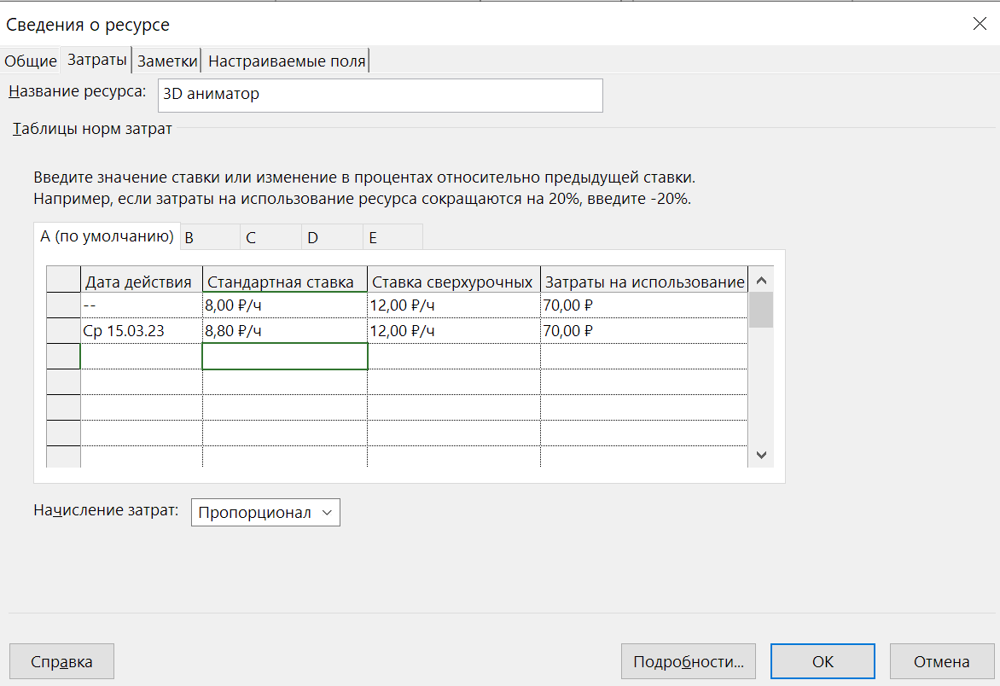 Сведения о ресурсе
Общие Затраты Заметки Настраиваемые поля
Название ресурса: 3D аниматор
Таблицы норм затрат
Введите значение ставки или изменение в процентах относительно предыдущей ставки.
Например, если затраты на использование ресурса сокращаются на 20%, введите -20%.
A (по умолчанию) B C D E
Дата действия Стандартная ставка Ставка сверхурочных Затраты на использование
-- 8,00 ₽/ч 12,00 ₽/ч 70,00 ₽
Ср 15.03.23 8,80 ₽/ч 12,00 ₽/ч 70,00 ₽
Начисление затрат: Пропорционал
Справка Подробности... ОК Отмена